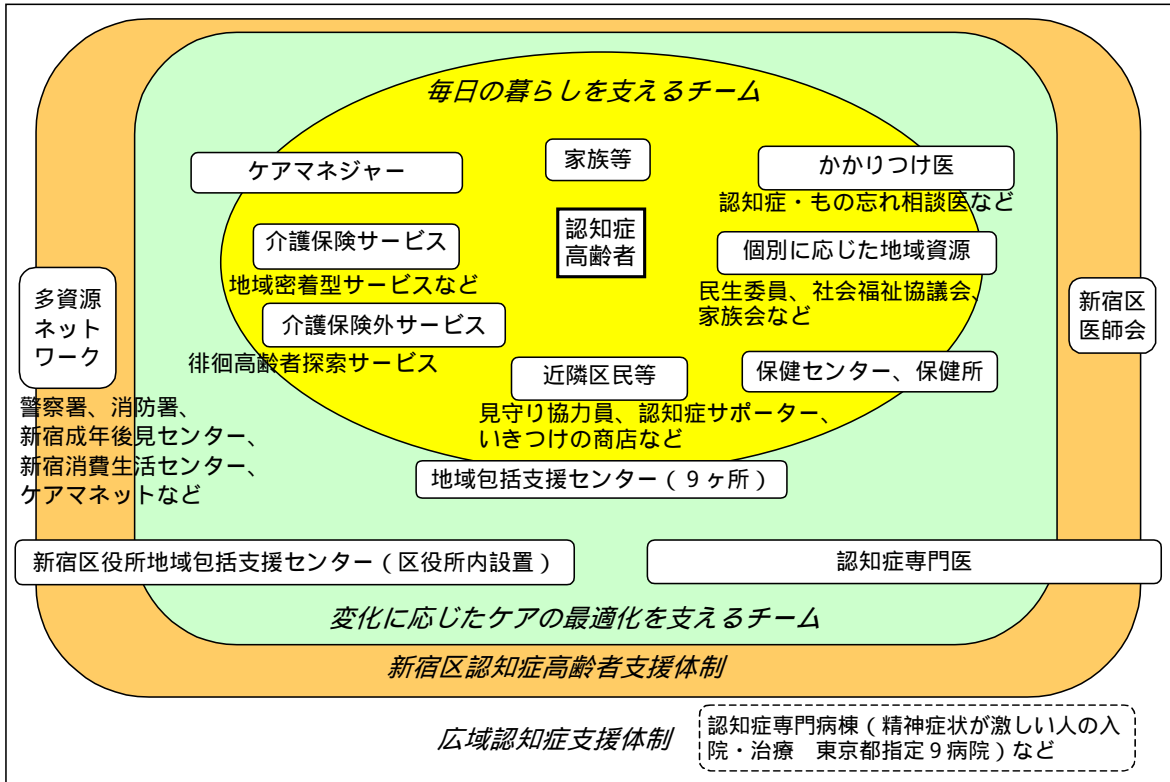 毎日の暮らしを支えるチーム
ケアマネジャー
家族等
かかりつけ医
認知症・もの忘れ相談医など
認知症
高齢者
介護保険サービス
地域密着型サービスなど
個別に応じた地域資源
民生委員、社会福祉協議会、
家族会など
介護保険外サービス
徘徊高齢者探索サービス
近隣区民等
見守り協力員、認知症サポーター、
いきつけの商店など
保健センター、保健所
多資源
ネット
ワーク
警察署、消防署、
新宿成年後見センター、
新宿消費生活センター、
ケアマネットなど
新宿区
医師会
地域包括支援センター（９ヶ所）
新宿区役所地域包括支援センター（区役所内設置）
認知症専門医
変化に応じたケアの最適化を支えるチーム
新宿区認知症高齢者支援体制
広域認知症支援体制
認知症専門病棟（精神症状が激しい人の入
院・治療　東京都指定９病院）など